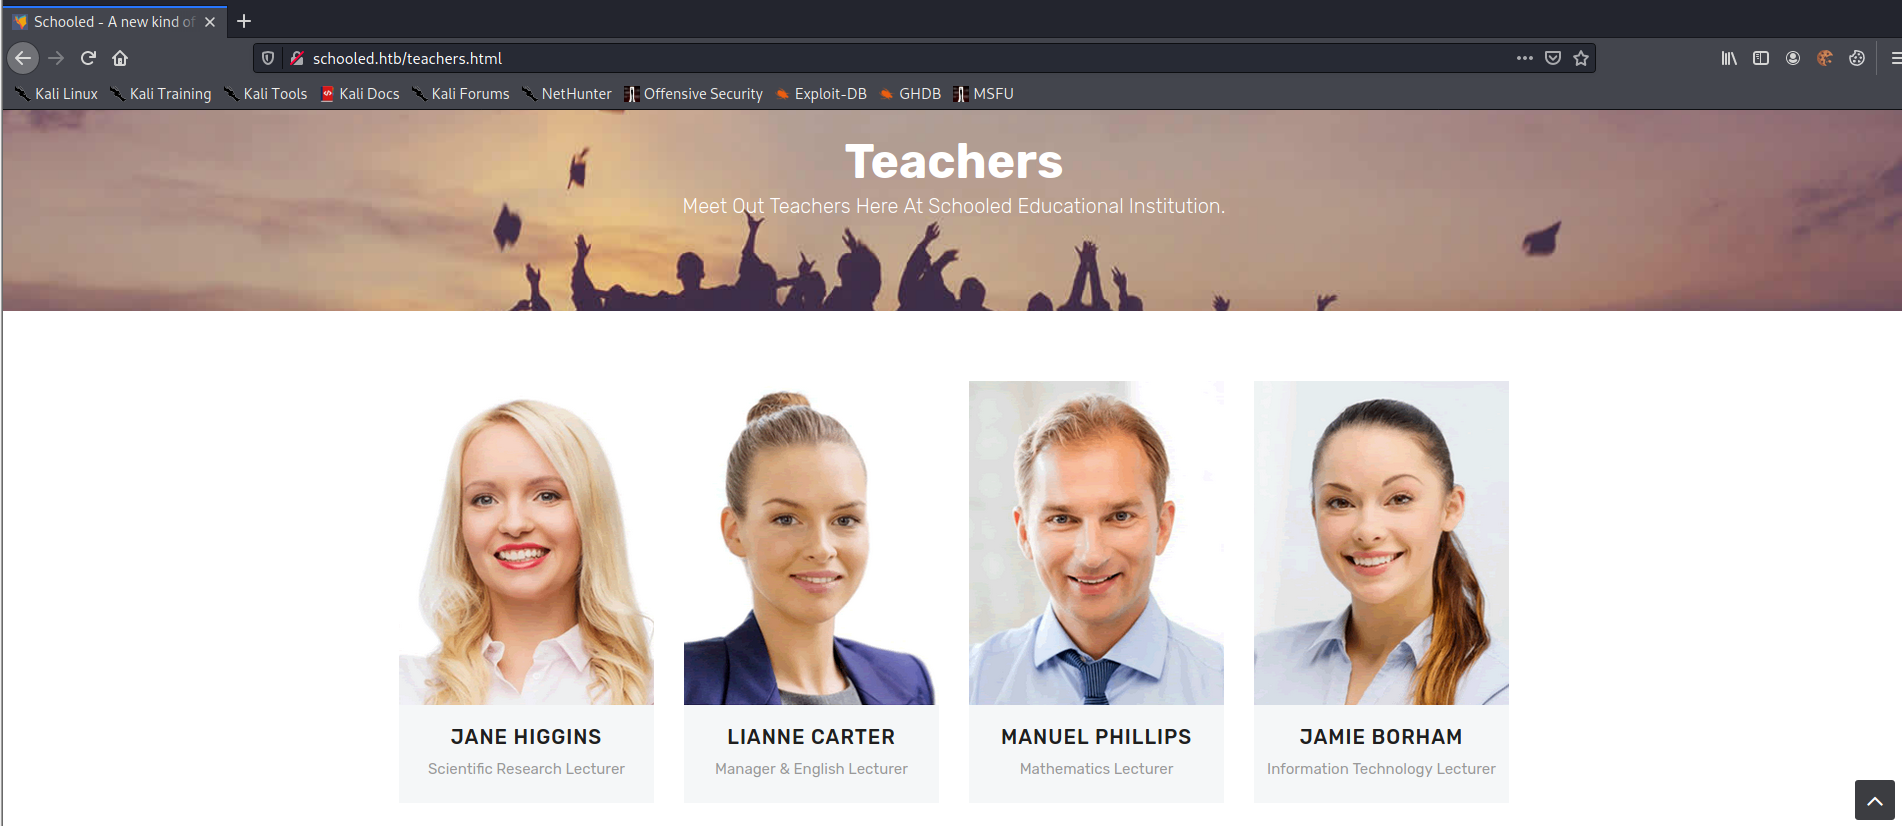 Schooled - A new kind of
schooled.htb/teachers.html
Kali Linux Kali Training Kali Tools Kali Docs Kali Forums NetHunter Offensive Security Exploit-DB GHDB MSFU
Teachers
Meet Out Teachers Here At Schooled Educational Institution.
JANE HIGGINS
Scientific Research Lecturer
LIANNE CARTER
Manager & English Lecturer
MANUEL PHILLIPS
Mathematics Lecturer
JAMIE BORHAM
Information Technology Lecturer